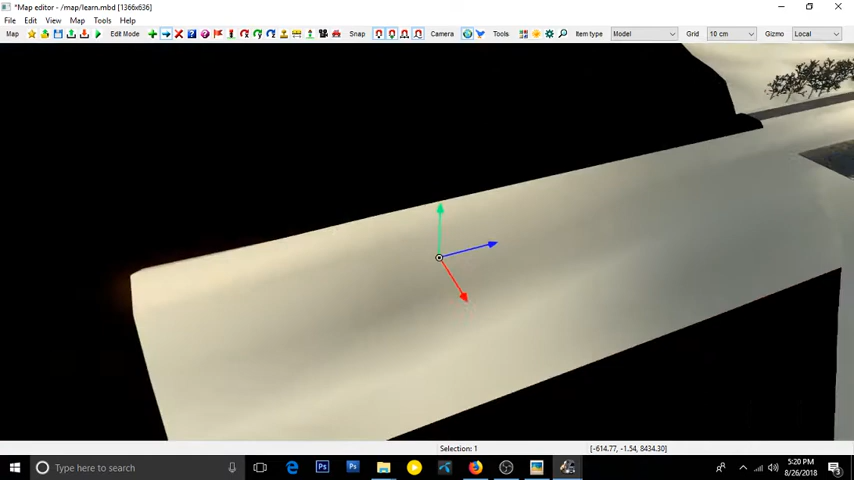 *Map editor - /map/learn.mbd [1366x636]
File Edit View Map Tools Help
Map Edit Mode Snap Camera Tools Item type Model Grid 10 cm Gizmo Local
Selection: 1 [-614.77, -1.54, 8434.30]
Type here to search
5:20 PM
8/26/2018